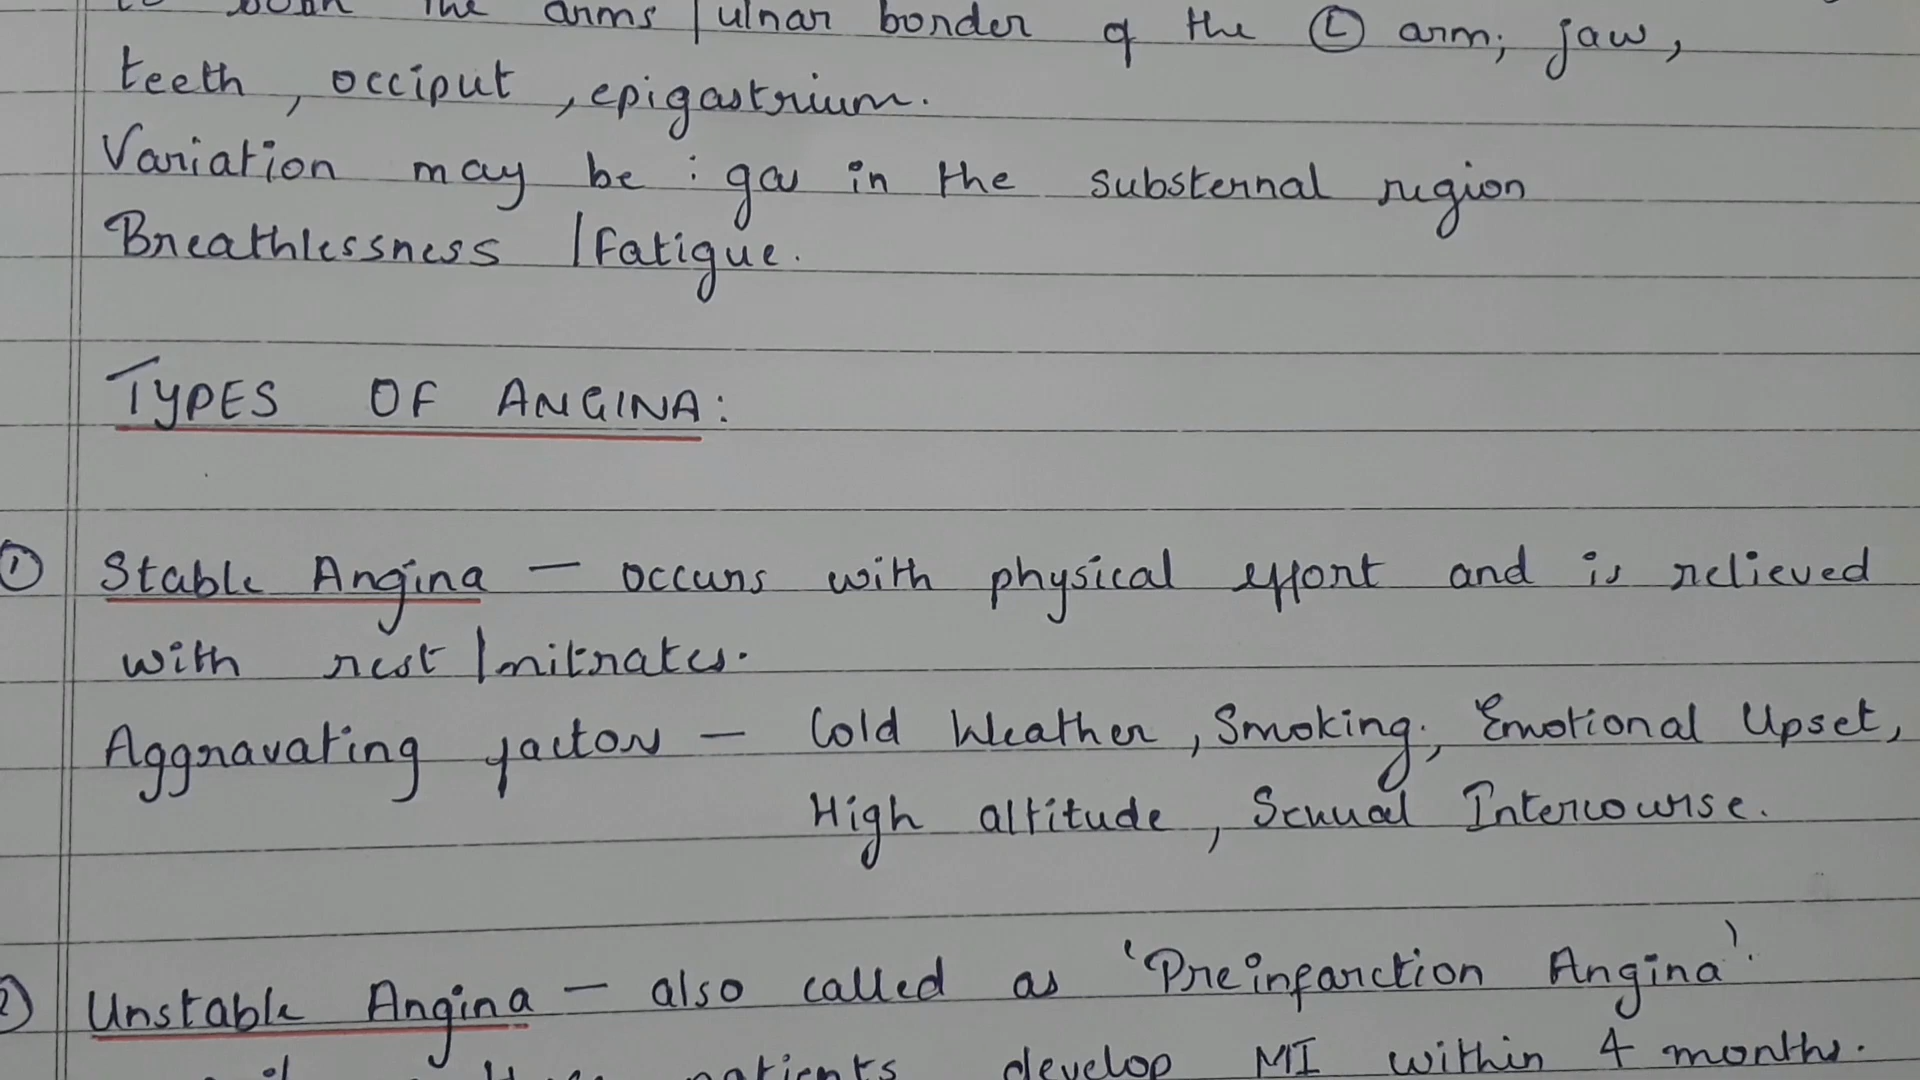 the arms / ulnar border of the Ⓛ arm; jaw,
teeth, occiput, epigastrium.
Variation may be : gas in the substernal region
Breathlessness / Fatigue.
TYPES OF ANGINA:
① Stable Angina – occurs with physical effort and is relieved
with rest / nitrates.
Aggravating factors – Cold Weather, Smoking, Emotional Upset,
High altitude, Sexual Intercourse.
② Unstable Angina – also called as 'Preinfarction Angina'.
patients develop MI within 4 months.